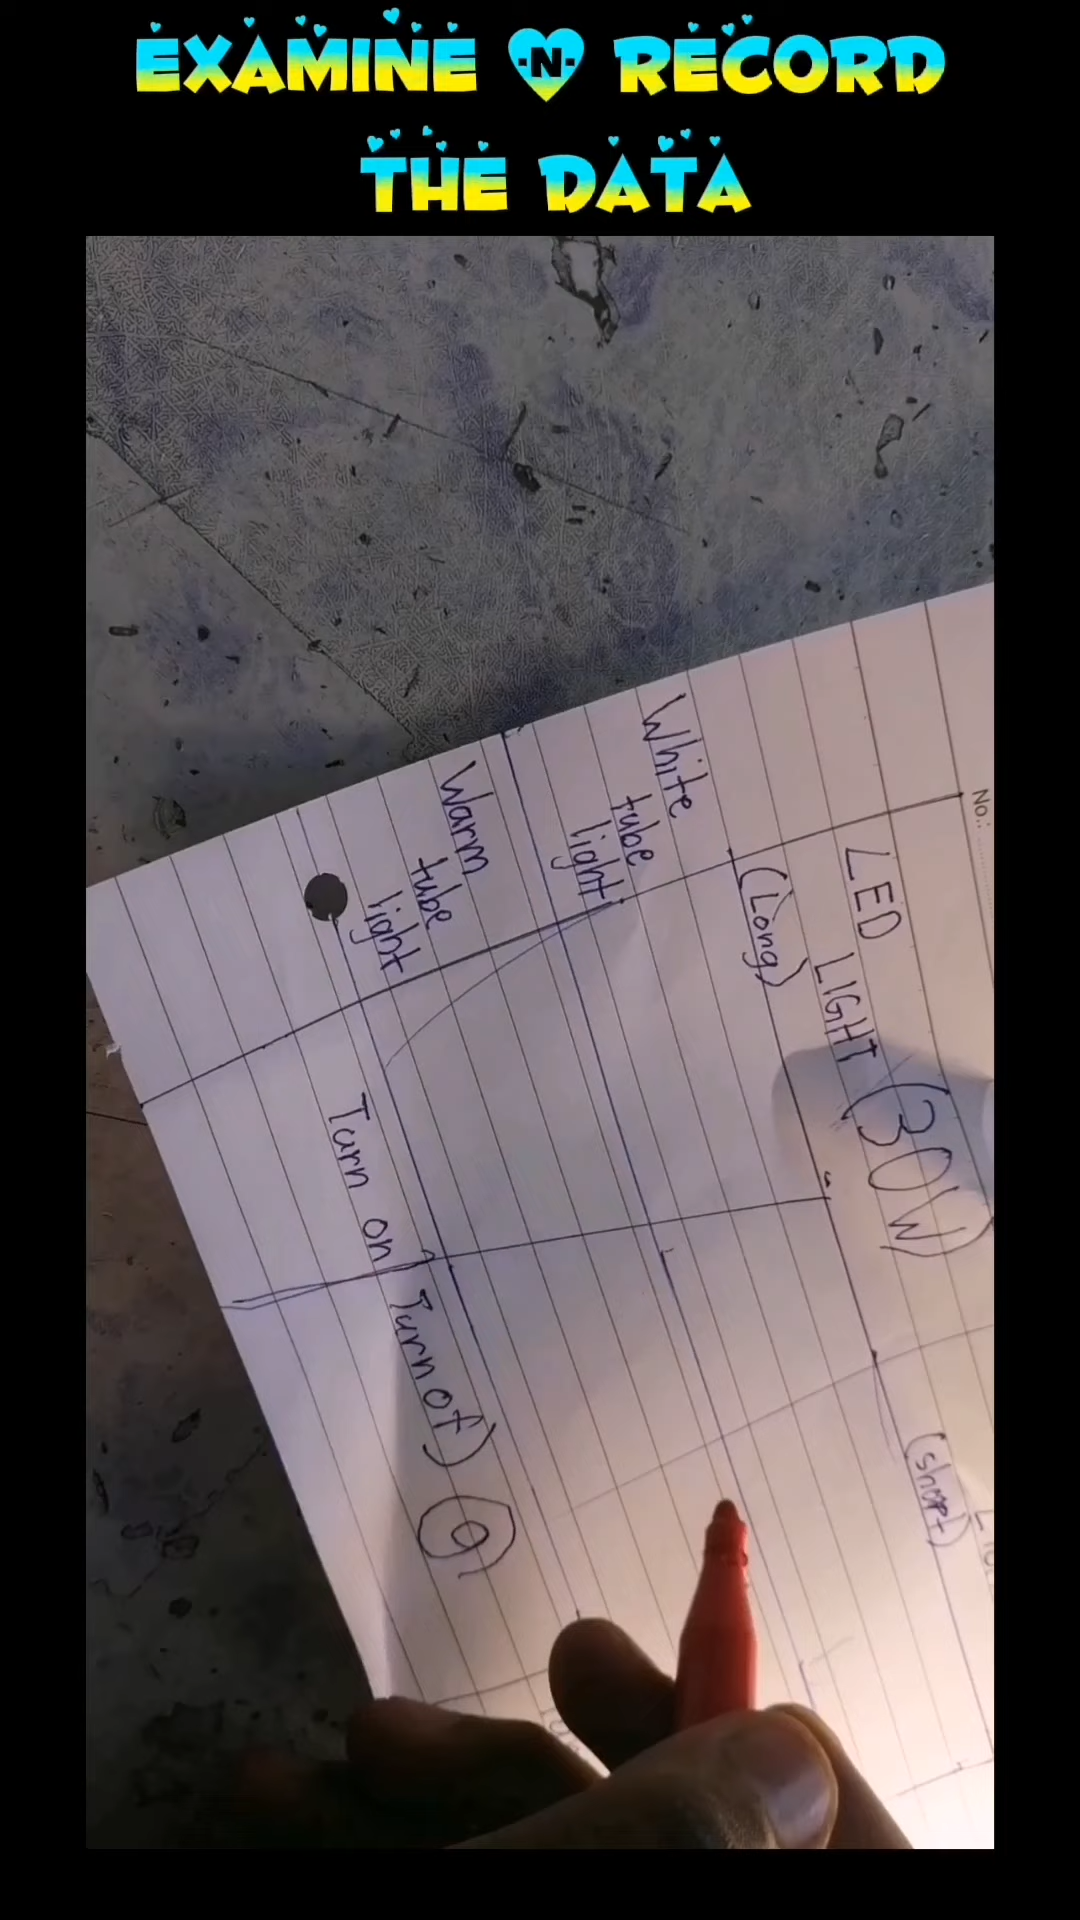 EXAMINE -N- RECORD
THE DATA
No.:
LED LIGHT (30W)
(Long)
(short)
White
tube
light
Warm
tube
light
Turn on
Turn of)
9